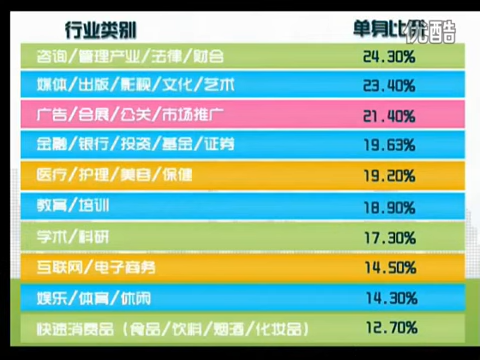 行业类别 单身比例
优酷
咨询/管理产业/法律/财会 24.30%
媒体/出版/影视/文化/艺术 23.40%
广告/会展/公关/市场推广 21.40%
金融/银行/投资/基金/证券 19.63%
医疗/护理/美容/保健 19.20%
教育/培训 18.90%
学术/科研 17.30%
互联网/电子商务 14.50%
娱乐/体育/休闲 14.30%
快速消费品（食品/饮料/烟酒/化妆品） 12.70%